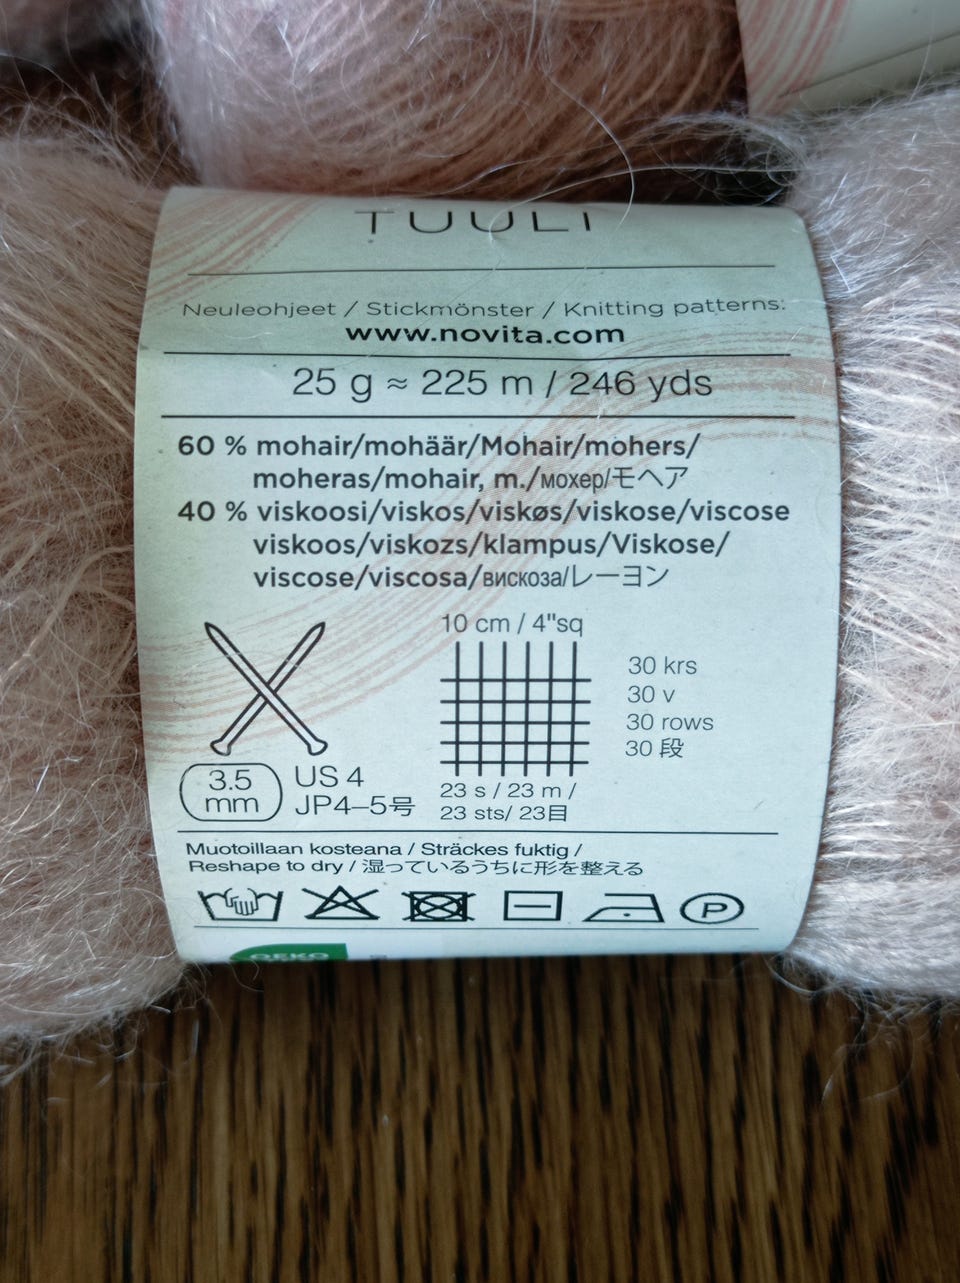 TUULI
Neuleohjeet / Stickmönster / Knitting patterns:
www.novita.com
25 g ≈ 225 m / 246 yds
60 % mohair/mohäär/Mohair/mohers/
moheras/mohair, m./мохер/モヘア
40 % viskoosi/viskos/viskøs/viskose/viscose
viskoos/viskozs/klampus/Viskose/
viscose/viscosa/вискоза/レーヨン
10 cm / 4"sq
30 krs
30 v
30 rows
30 段
3.5
mm
US 4
JP4–5号
23 s / 23 m /
23 sts/ 23目
Muotoillaan kosteana / Sträckes fuktig /
Reshape to dry / 湿っているうちに形を整える
P
OEKO